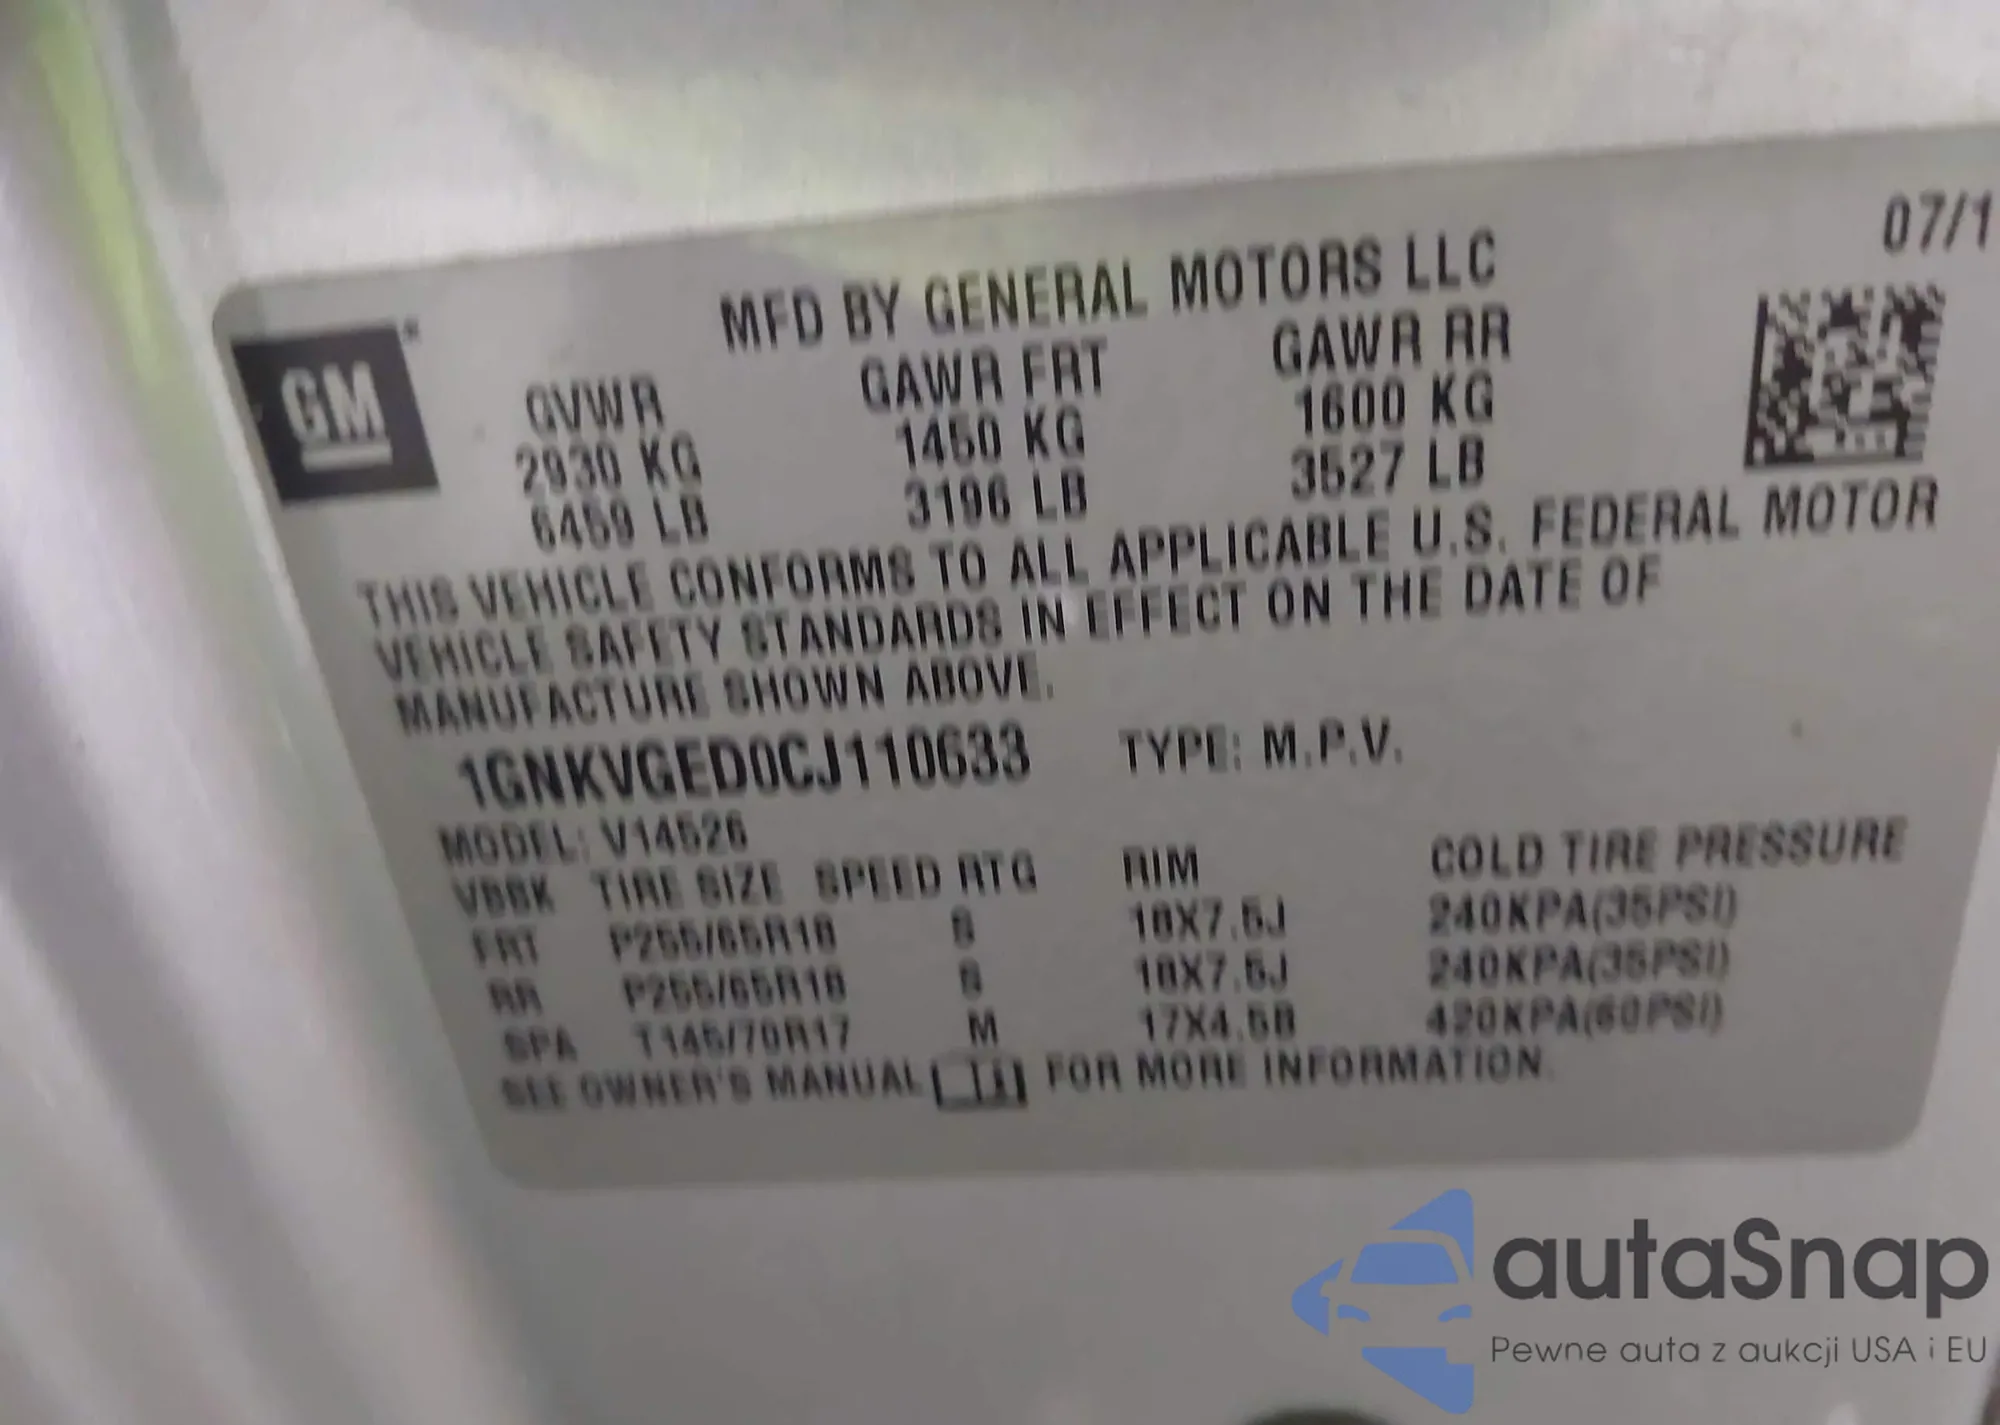 07/1
MFD BY GENERAL MOTORS LLC
GM
GVWR GAWR FRT GAWR RR
2930 KG 1450 KG 1600 KG
6459 LB 3196 LB 3527 LB
THIS VEHICLE CONFORMS TO ALL APPLICABLE U.S. FEDERAL MOTOR
VEHICLE SAFETY STANDARDS IN EFFECT ON THE DATE OF
MANUFACTURE SHOWN ABOVE.
1GNKVGED0CJ110633 TYPE: M.P.V.
MODEL: V14526
VBBK TIRE SIZE SPEED RTG RIM COLD TIRE PRESSURE
FRT P255/65R18 S 18X7.5J 240KPA(35PSI)
RR P255/65R18 S 18X7.5J 240KPA(35PSI)
SPA T145/70R17 M 17X4.5B 420KPA(60PSI)
SEE OWNER'S MANUAL FOR MORE INFORMATION.
autaSnap
Pewne auta z aukcji USA i EU